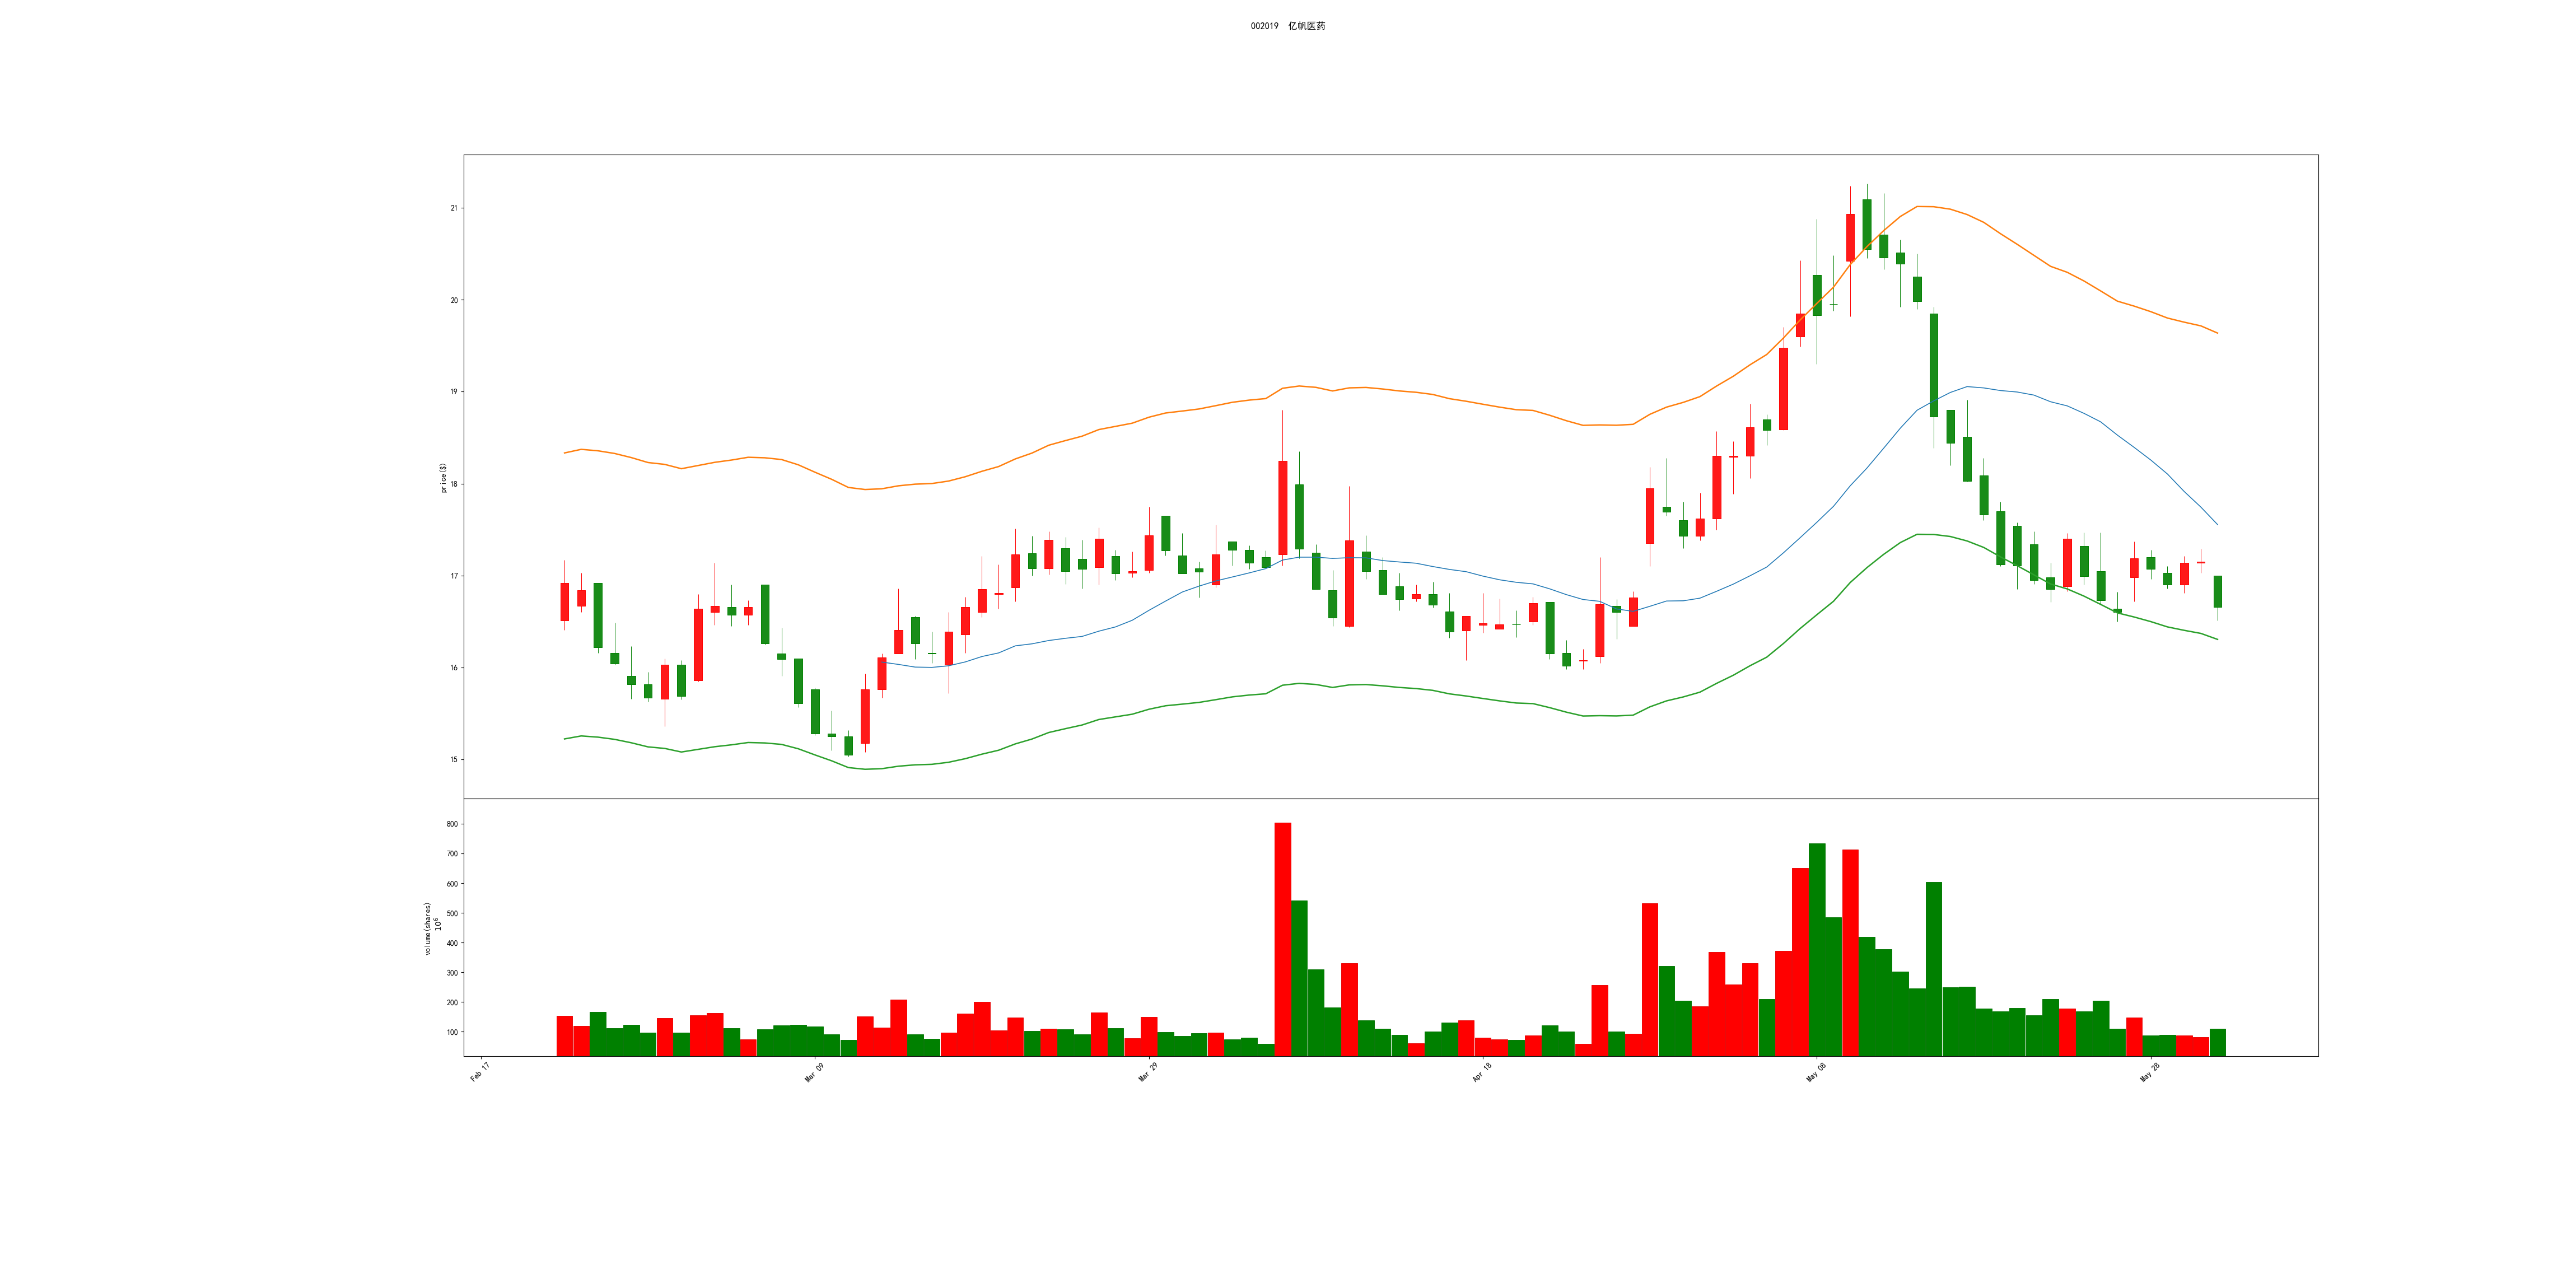 002019 亿帆医药
price($)
21
20
19
18
17
16
15
volume(shares)
10^6
800
700
600
500
400
300
200
100
Feb 17
Mar 09
Mar 29
Apr 18
May 08
May 28